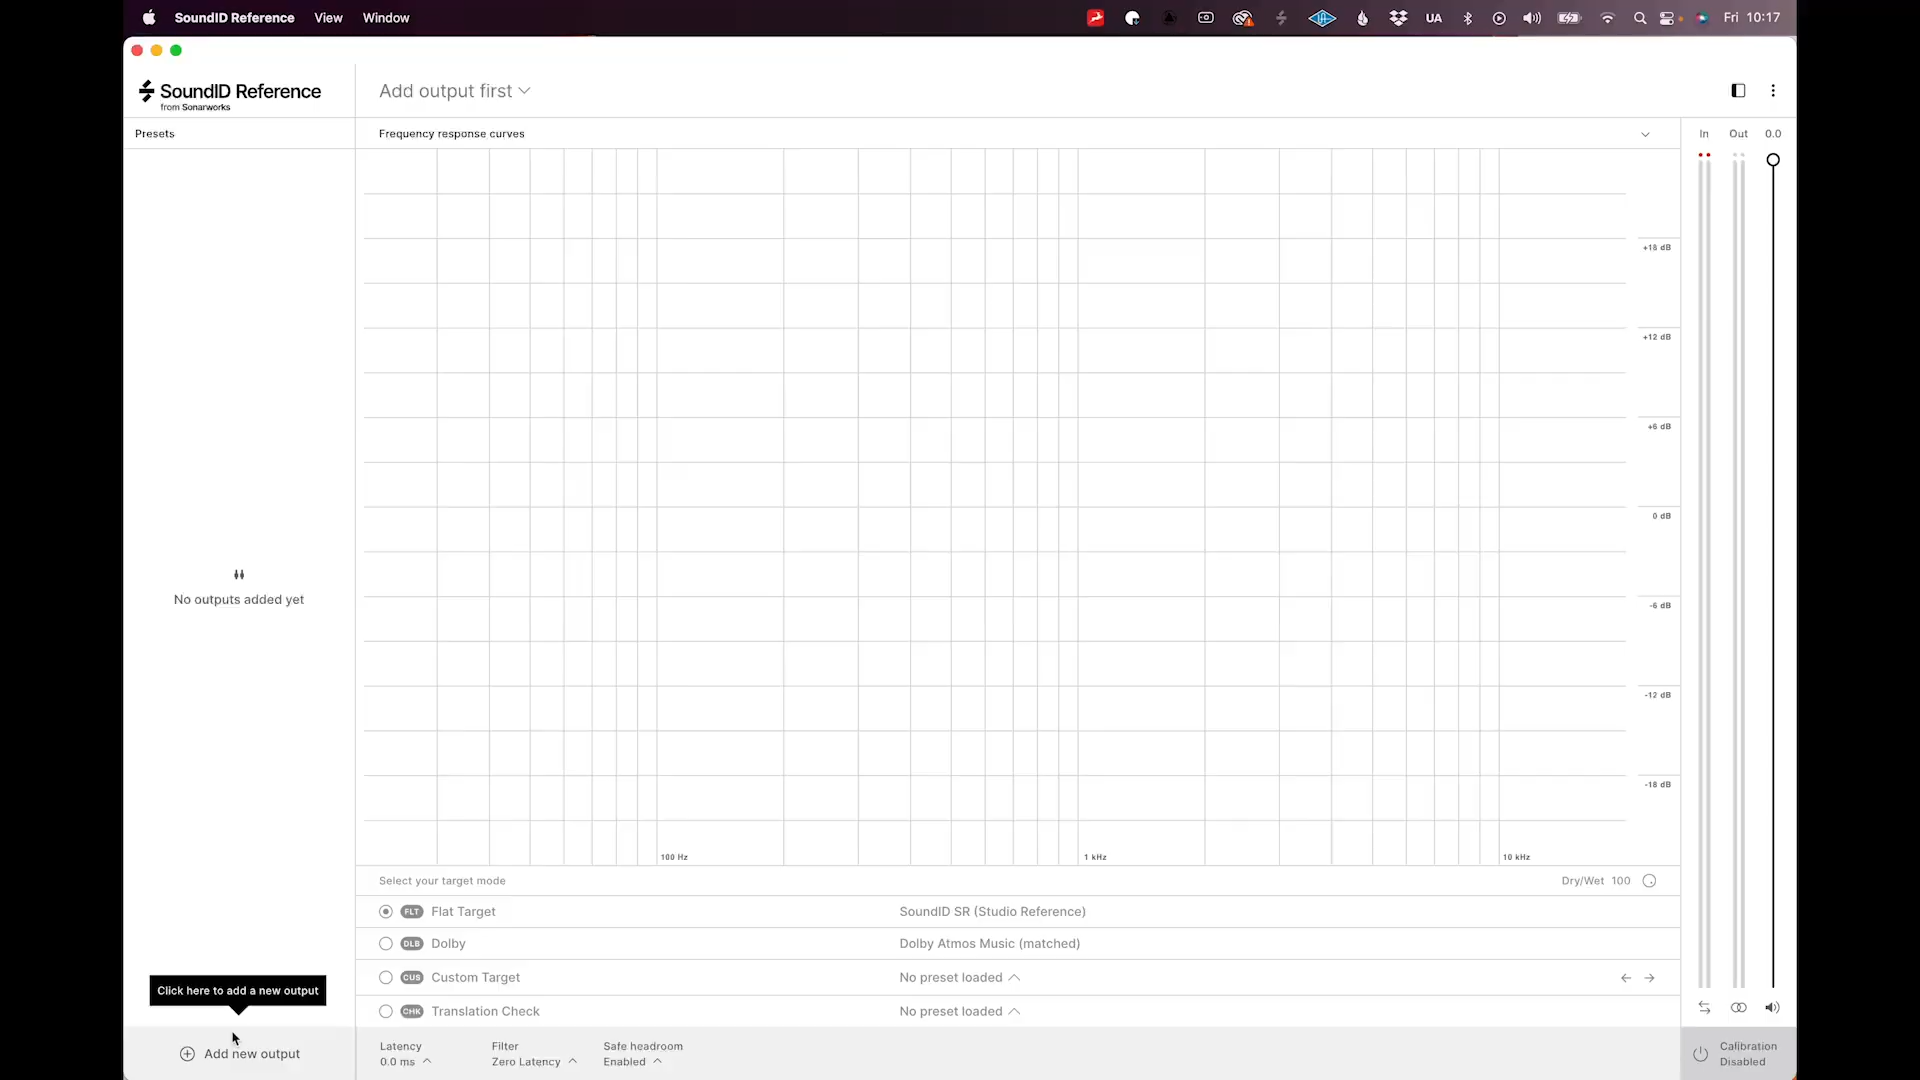 SoundID Reference View Window
UA
Fri 10:17
SoundID Reference
from Sonarworks
Add output first
Presets
Frequency response curves
In Out 0.0
+18 dB
+12 dB
+6 dB
0 dB
-6 dB
-12 dB
-18 dB
No outputs added yet
100 Hz
1 kHz
10 kHz
Select your target mode
Dry/Wet 100
FLT Flat Target
SoundID SR (Studio Reference)
DLB Dolby
Dolby Atmos Music (matched)
CUS Custom Target
No preset loaded
CHK Translation Check
No preset loaded
Click here to add a new output
Add new output
Latency
0.0 ms
Filter
Zero Latency
Safe headroom
Enabled
Calibration
Disabled